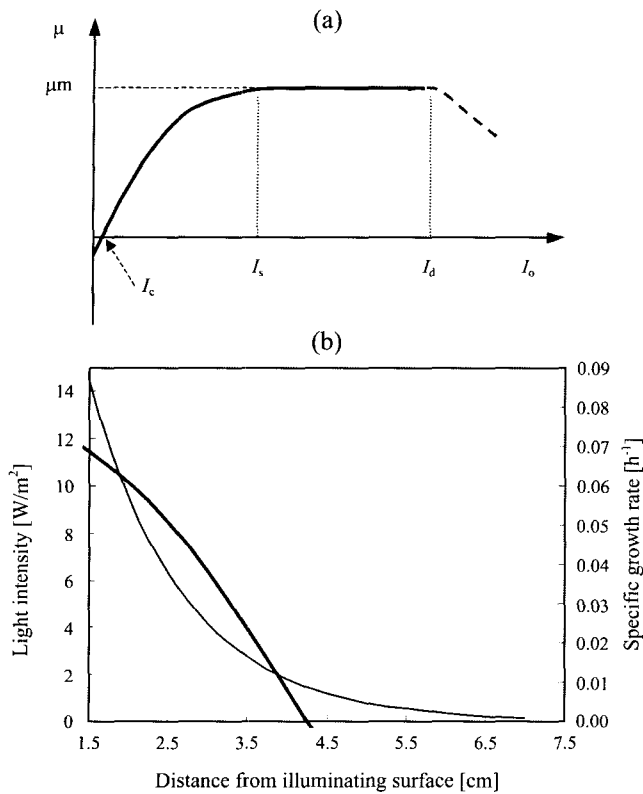 (a)
μ
μm
I_c
I_s
I_d
I_o
(b)
14
12
10
8
6
4
2
0
Light intensity [W/m²]
0.09
0.08
0.07
0.06
0.05
0.04
0.03
0.02
0.01
0.00
Specific growth rate [h⁻¹]
1.5 2.5 3.5 4.5 5.5 6.5 7.5
Distance from illuminating surface [cm]